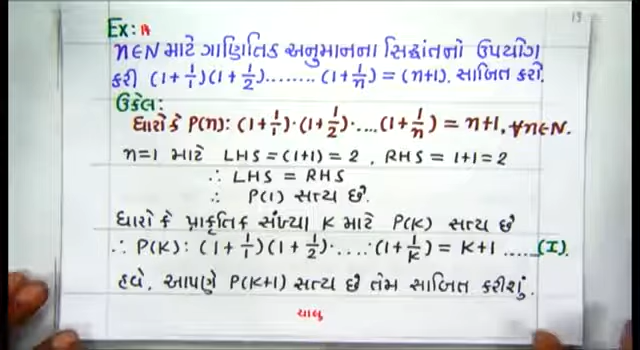 19
Ex: 14
n∈N માટે ગાણિતિક અનુમાનના સિદ્ધાંતનો ઉપયોગ
કરી (1+1/1)(1+1/2)........(1+1/n)=(n+1). સાબિત કરો.
ઉકેલ:
ધારોકે P(n): (1+1/1)·(1+1/2)·....(1+1/n)=n+1, ∀n∈N.
n=1 માટે LHS=(1+1)=2, RHS=1+1=2
∴ LHS = RHS
∴ P(1) સત્ય છે.
ધારો કે પ્રાકૃતિક સંખ્યા K માટે P(K) સત્ય છે
∴ P(K): (1+1/1)(1+1/2)·....·(1+1/K)=K+1.....(I).
હવે, આપણે P(K+1) સત્ય છે તેમ સાબિત કરીશું.
ચાલુ